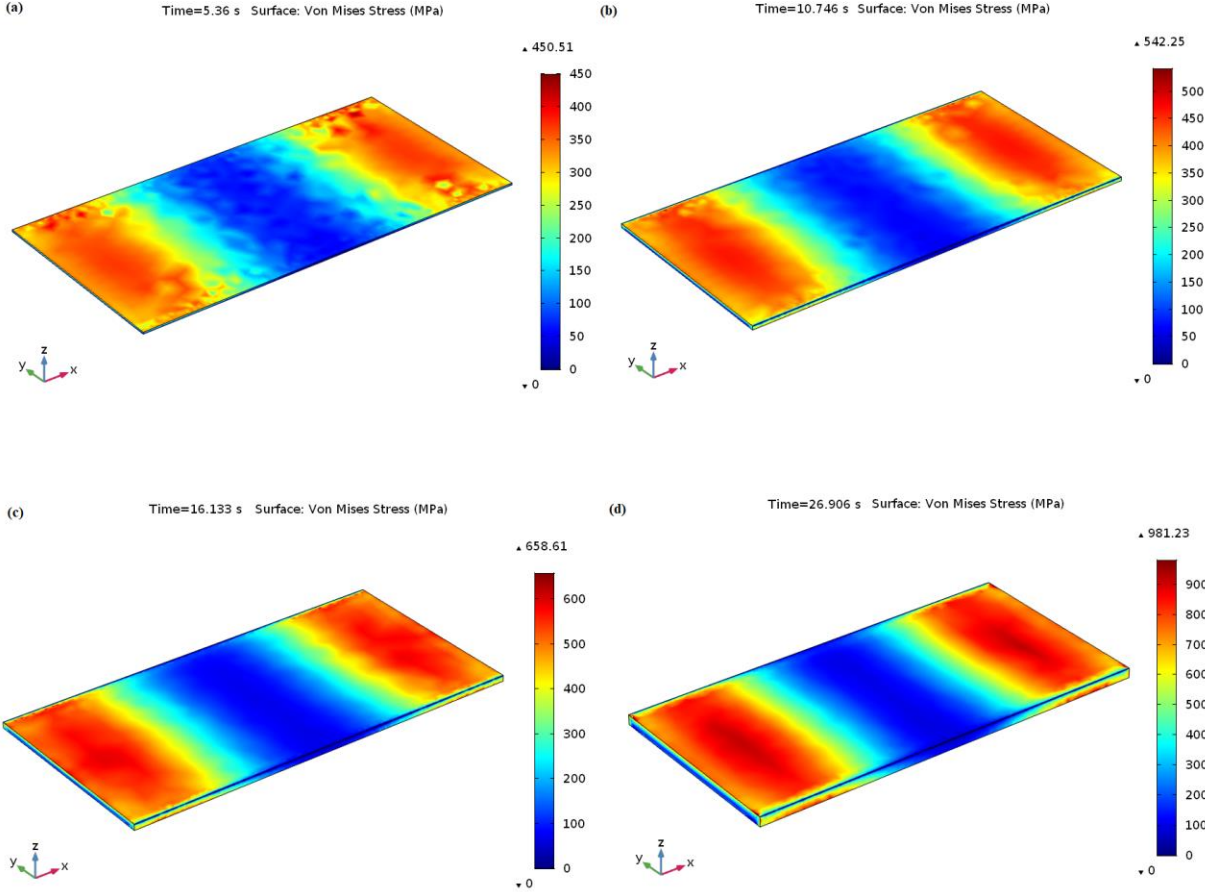 (a)
Time=5.36 s Surface: Von Mises Stress (MPa)
▲ 450.51
450
400
350
300
250
200
150
100
50
0
▼ 0
z
y
x
(b)
Time=10.746 s Surface: Von Mises Stress (MPa)
▲ 542.25
500
450
400
350
300
250
200
150
100
50
0
▼ 0
z
y
x
(c)
Time=16.133 s Surface: Von Mises Stress (MPa)
▲ 658.61
600
500
400
300
200
100
0
▼ 0
z
y
x
(d)
Time=26.906 s Surface: Von Mises Stress (MPa)
▲ 981.23
900
800
700
600
500
400
300
200
100
0
▼ 0
z
y
x